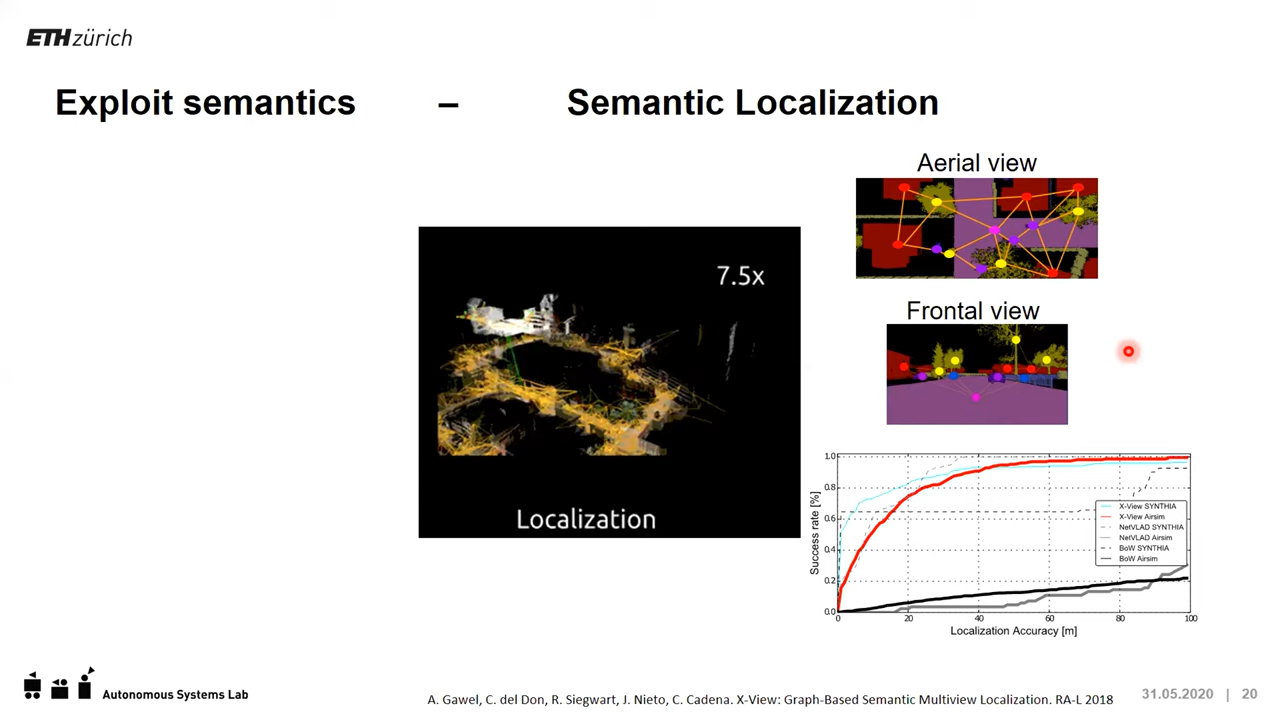 ETH zürich
Exploit semantics – Semantic Localization
Aerial view
7.5x
Frontal view
Localization
Success rate [%]
1.0
0.8
0.6
0.4
0.2
0.0
0 20 40 60 80 100
Localization Accuracy [m]
X-View SYNTHIA
X-View Airsim
NetVLAD SYNTHIA
NetVLAD Airsim
BoW SYNTHIA
BoW Airsim
Autonomous Systems Lab
A. Gawel, C. del Don, R. Siegwart, J. Nieto, C. Cadena. X-View: Graph-Based Semantic Multiview Localization. RA-L 2018
31.05.2020 | 20